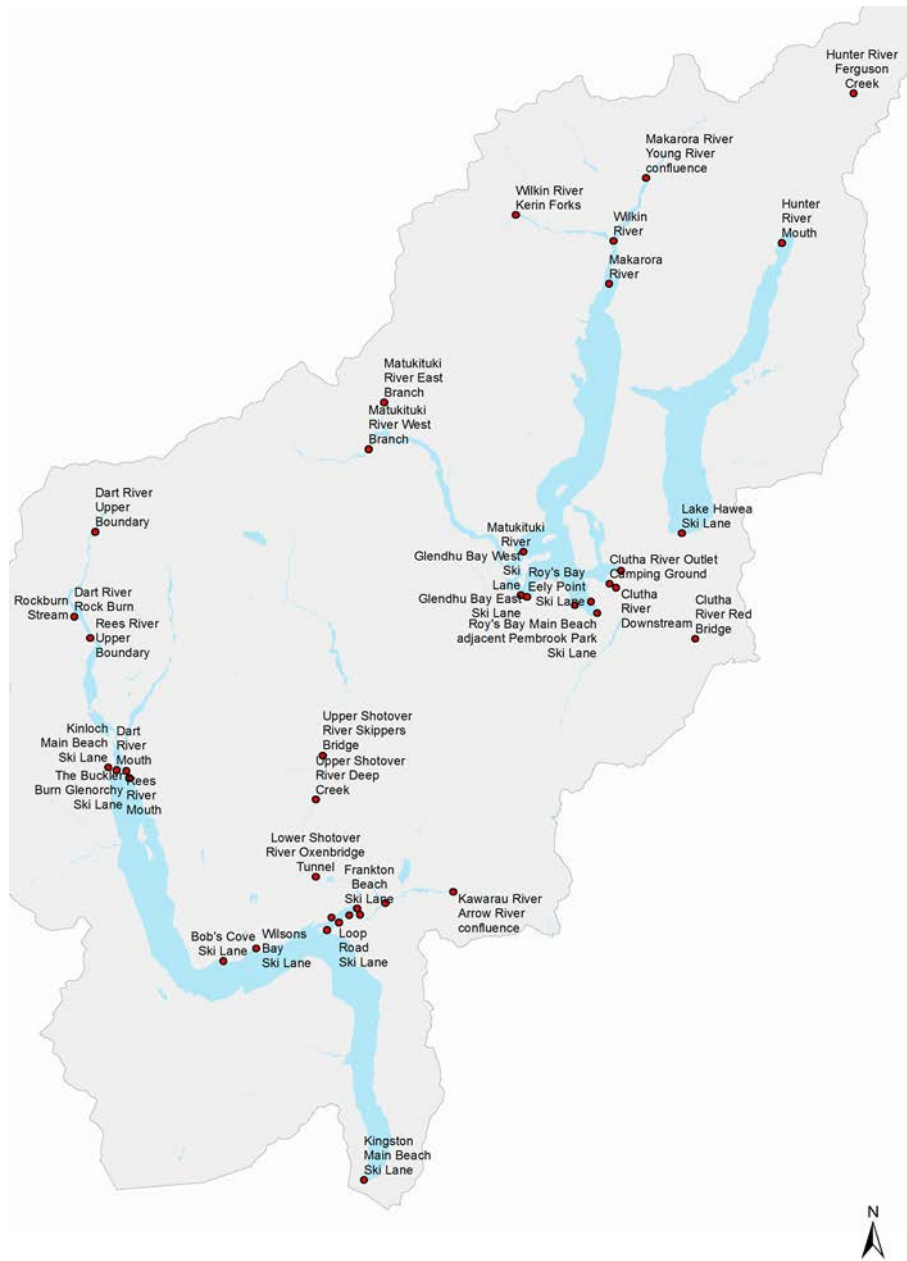 Hunter River
Ferguson
Creek
Makarora River
Young River
confluence
Wilkin River
Kerin Forks
Hunter
River
Mouth
Wilkin
River
Makarora
River
Matukituki
River East
Branch
Matukituki
River West
Branch
Dart River
Upper
Boundary
Lake Hawea
Ski Lane
Matukituki
River
Glendhu Bay West
Ski
Lane
Glendhu Bay East
Ski Lane
Roy's Bay
Eely Point
Ski Lane
Clutha River Outlet
Camping Ground
Clutha
River
Downstream
Clutha
River Red
Bridge
Roy's Bay Main Beach
adjacent Pembrook Park
Ski Lane
Dart River
Rock Burn
Rockburn
Stream
Rees River
Upper
Boundary
Upper Shotover
River Skippers
Bridge
Upper Shotover
River Deep
Creek
Kinloch
Main Beach
Ski Lane
Dart
River
Mouth
The Buckler
Burn Glenorchy
Ski Lane
Rees
River
Mouth
Lower Shotover
River Oxenbridge
Tunnel
Frankton
Beach
Ski Lane
Kawarau River
Arrow River
confluence
Bob's Cove
Ski Lane
Wilsons
Bay
Ski Lane
Loop
Road
Ski Lane
Kingston
Main Beach
Ski Lane
N